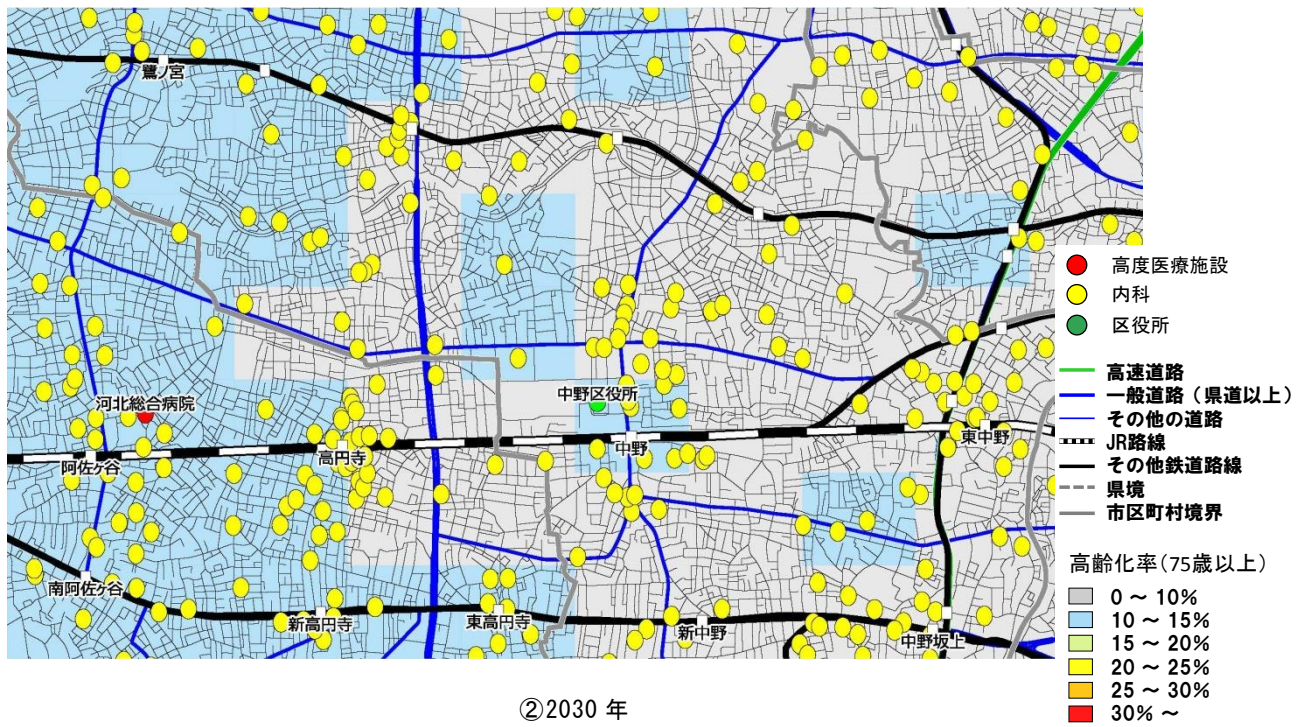 鷺ノ宮
河北総合病院
阿佐ヶ谷
高円寺
中野区役所
中野
東中野
南阿佐ヶ谷
新高円寺
東高円寺
新中野
中野坂上
高度医療施設
内科
区役所
高速道路
一般道路（県道以上）
その他の道路
JR路線
その他鉄道路線
県境
市区町村境界
高齢化率(75歳以上)
0 ～ 10%
10 ～ 15%
15 ～ 20%
20 ～ 25%
25 ～ 30%
30% ～
②2030 年